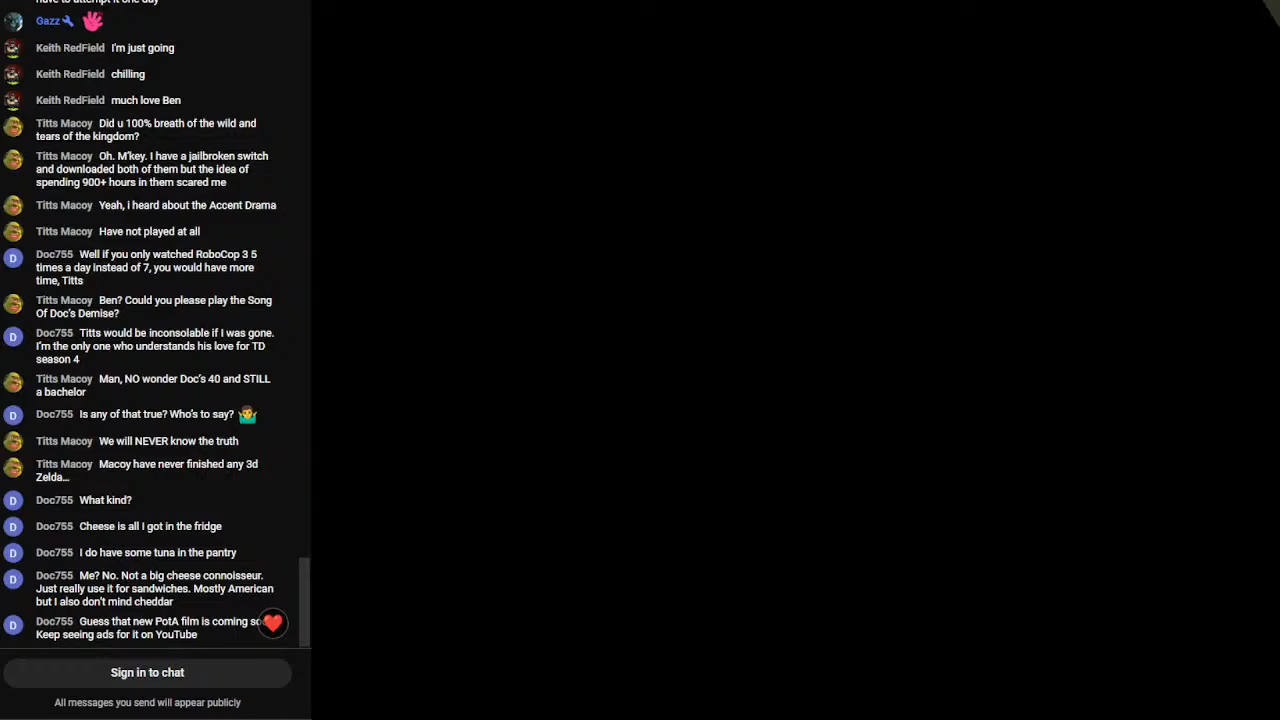 have to attempt it one day
Gazz
Keith RedField I'm just going
Keith RedField chilling
Keith RedField much love Ben
Titts Macoy Did u 100% breath of the wild and
tears of the kingdom?
Titts Macoy Oh. M'key. I have a jailbroken switch
and downloaded both of them but the idea of
spending 900+ hours in them scared me
Titts Macoy Yeah, i heard about the Accent Drama
Titts Macoy Have not played at all
Doc755 Well if you only watched RoboCop 3 5
times a day instead of 7, you would have more
time, Titts
Titts Macoy Ben? Could you please play the Song
Of Doc's Demise?
Doc755 Titts would be inconsolable if I was gone.
I'm the only one who understands his love for TD
season 4
Titts Macoy Man, NO wonder Doc's 40 and STILL
a bachelor
Doc755 Is any of that true? Who's to say? 🤷‍♂️
Titts Macoy We will NEVER know the truth
Titts Macoy Macoy have never finished any 3d
Zelda...
Doc755 What kind?
Doc755 Cheese is all I got in the fridge
Doc755 I do have some tuna in the pantry
Doc755 Me? No. Not a big cheese connoisseur.
Just really use it for sandwiches. Mostly American
but I also don't mind cheddar
Doc755 Guess that new PotA film is coming
Keep seeing ads for it on YouTube
Sign in to chat
All messages you send will appear publicly